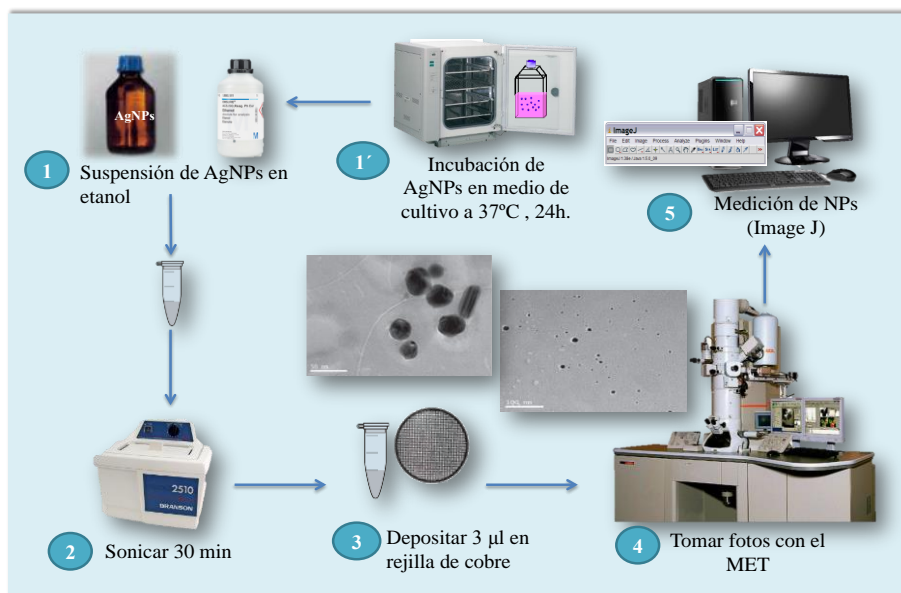 AgNPs
1
Suspensión de AgNPs en
etanol
1´
Incubación de
AgNPs en medio de
cultivo a 37ºC , 24h.
ImageJ
File Edit Image Process Analyze Plugins Window Help
5
Medición de NPs
(Image J)
2510
BRANSON
2
Sonicar 30 min
3
Depositar 3 µl en
rejilla de cobre
4
Tomar fotos con el
MET